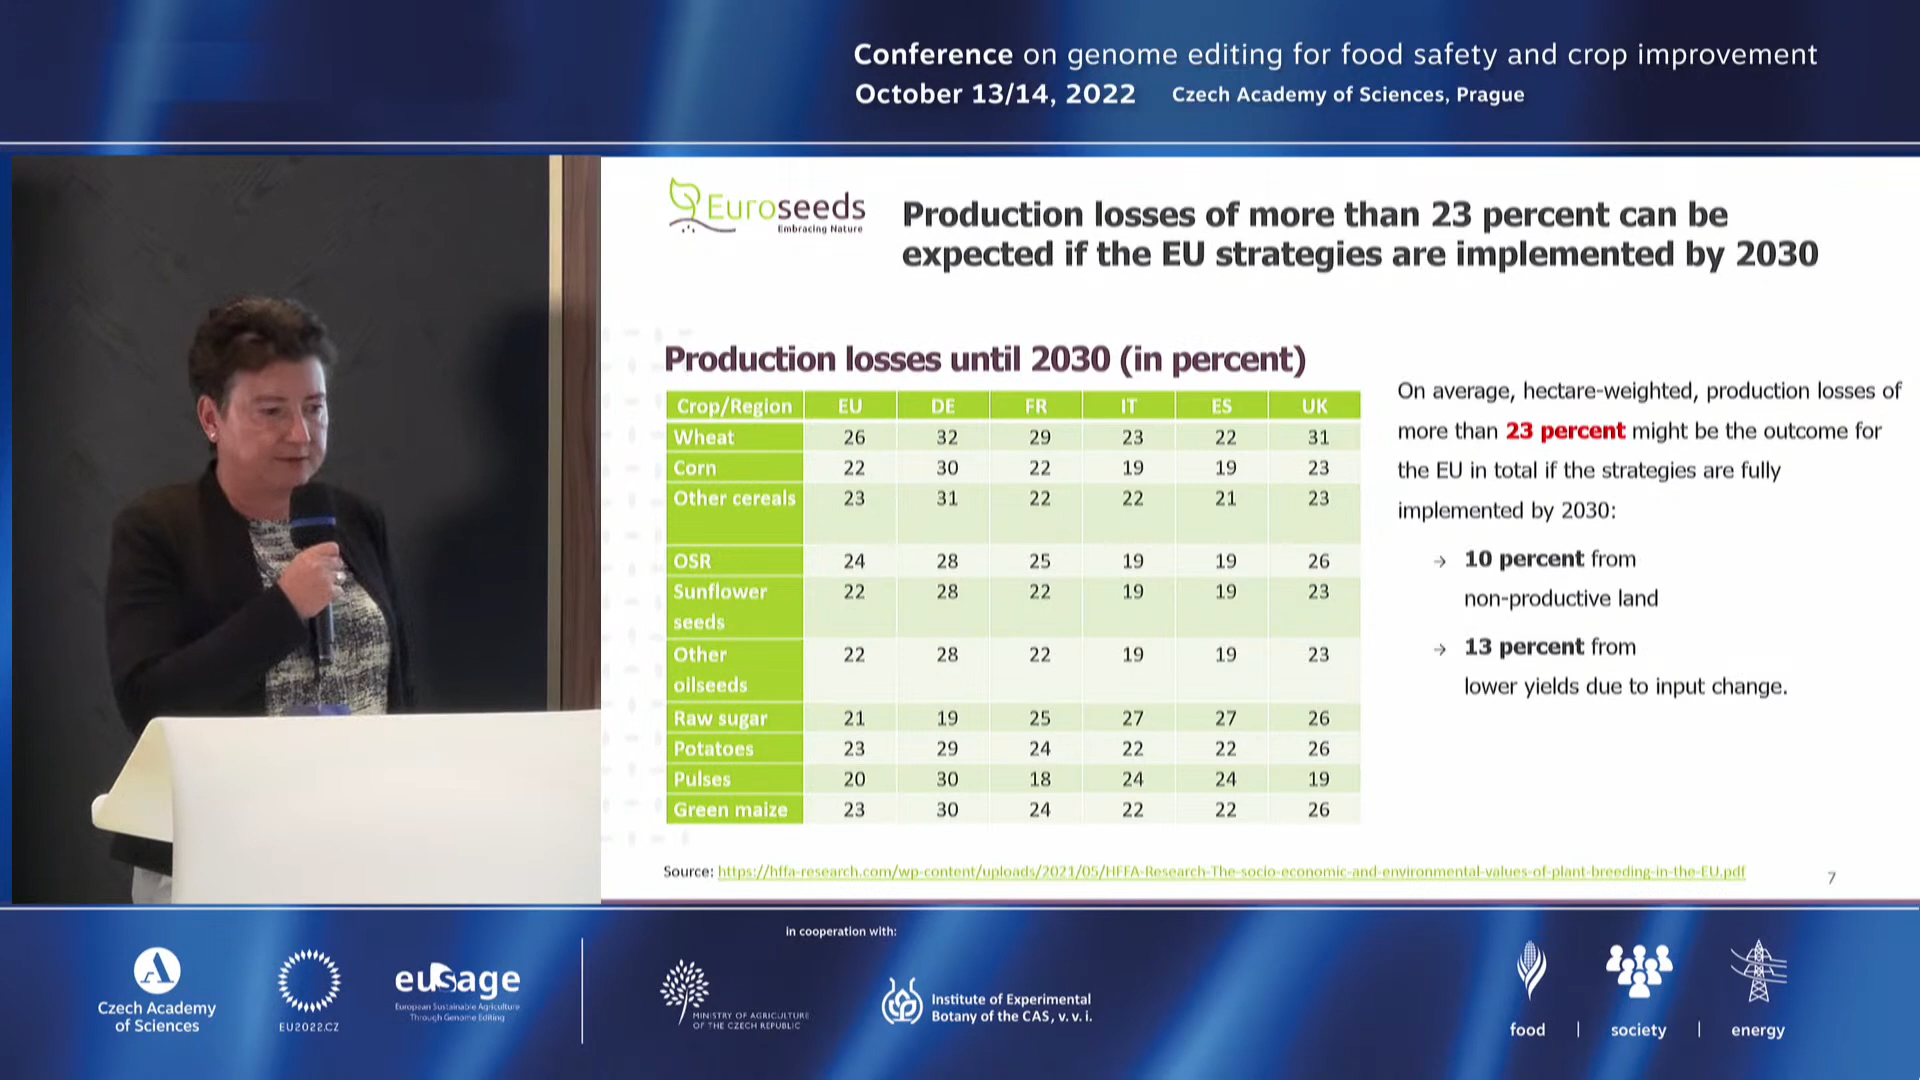 Conference on genome editing for food safety and crop improvement
October 13/14, 2022 Czech Academy of Sciences, Prague
Euroseeds
Embracing Nature
Production losses of more than 23 percent can be
expected if the EU strategies are implemented by 2030
Production losses until 2030 (in percent)
Crop/Region EU DE FR IT ES UK
Wheat 26 32 29 23 22 31
Corn 22 30 22 19 19 23
Other cereals 23 31 22 22 21 23
OSR 24 28 25 19 19 26
Sunflower 22 28 22 19 19 23
seeds
Other 22 28 22 19 19 23
oilseeds
Raw sugar 21 19 25 27 27 26
Potatoes 23 29 24 22 22 26
Pulses 20 30 18 24 24 19
Green maize 23 30 24 22 22 26
On average, hectare-weighted, production losses of
more than 23 percent might be the outcome for
the EU in total if the strategies are fully
implemented by 2030:
→ 10 percent from
non-productive land
→ 13 percent from
lower yields due to input change.
Source: https://hffa-research.com/wp-content/uploads/2021/05/HFFA-Research-The-socio-economic-and-environmental-values-of-plant-breeding-in-the-EU.pdf
7
in cooperation with:
Czech Academy
of Sciences
EU2022.CZ
eusage
European Sustainable Agriculture
Through Genome Editing
MINISTRY OF AGRICULTURE
OF THE CZECH REPUBLIC
Institute of Experimental
Botany of the CAS, v. v. i.
food | society | energy